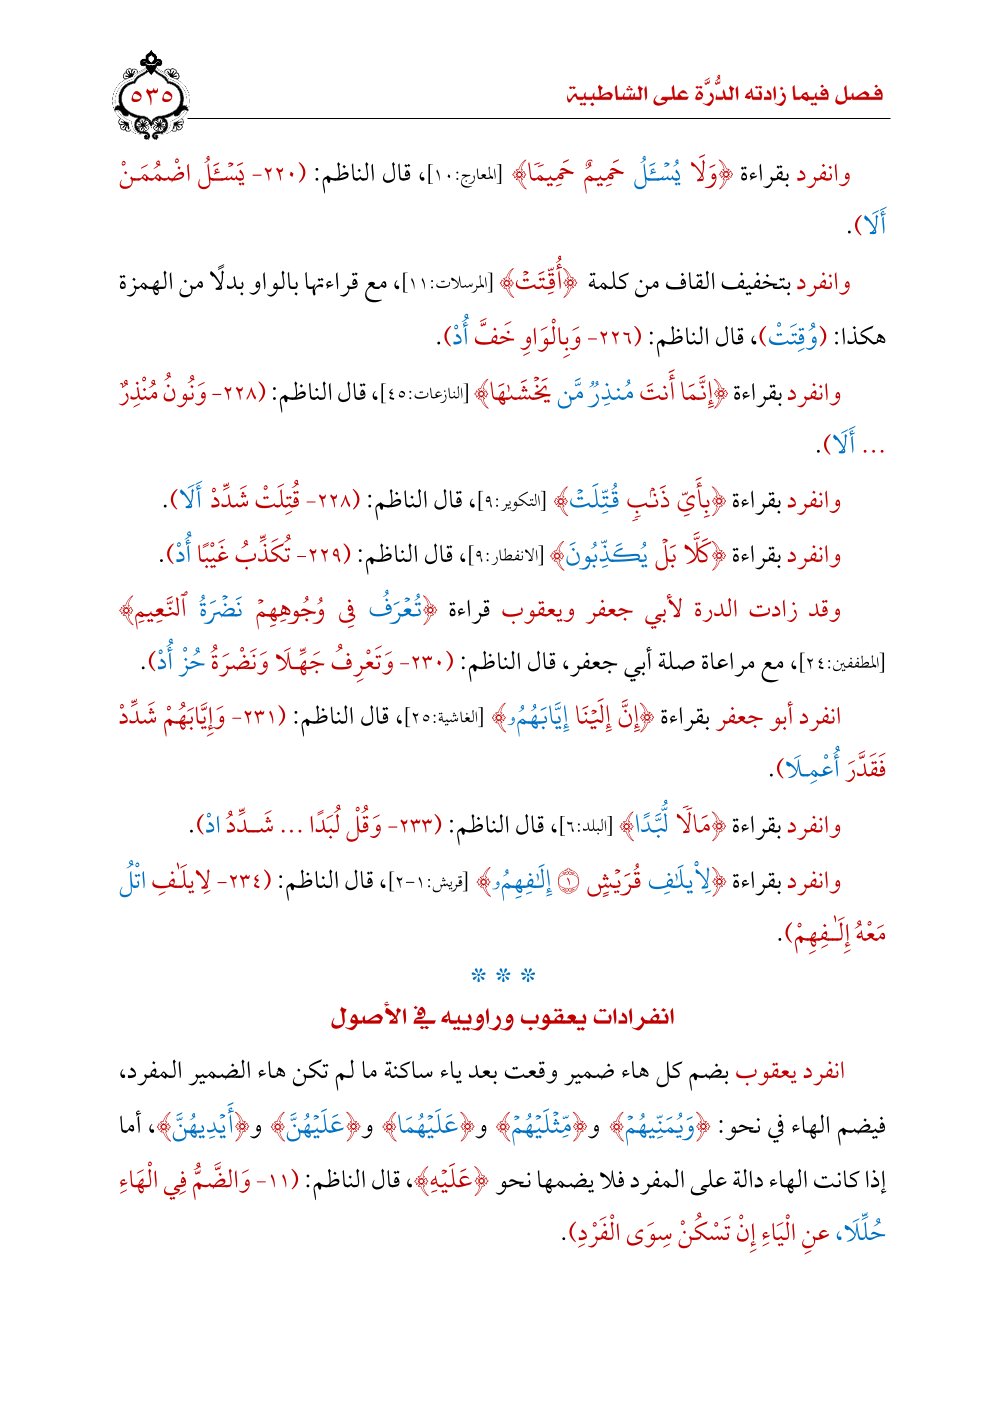 فصل فيما زادته الدُّرَّة على الشاطبية
٥٣٥
وانفرد بقراءة ﴿وَلَا يُسْـَٔلُ حَمِيمٌ حَمِيمًا﴾ [المعارج:١٠]، قال الناظم: (٢٢٠- يَسْـَٔلُ اضْمُمَنْ
أَلَا).
وانفرد بتخفيف القاف من كلمة ﴿أُقِّتَتْ﴾ [المرسلات:١١]، مع قراءتها بالواو بدلًا من الهمزة
هكذا: (وُقِتَتْ)، قال الناظم: (٢٢٦- وَبِالْوَاوِ خَفَّ أُدْ).
وانفرد بقراءة ﴿إِنَّمَا أَنتَ مُنذِرٌ مَّن يَخْشَىٰهَا﴾ [النازعات:٤٥]، قال الناظم: (٢٢٨- وَنُونُ مُنْذِرٌ
... أَلَا).
وانفرد بقراءة ﴿بِأَيِّ ذَنۢبٍ قُتِّلَتْ﴾ [التكوير:٩]، قال الناظم: (٢٢٨- قُتِلَتْ شَدِّدْ أَلَا).
وانفرد بقراءة ﴿كَلَّا بَلْ يُكَذِّبُونَ﴾ [الانفطار:٩]، قال الناظم: (٢٢٩- تُكَذِّبُ غَيْبًا أُدْ).
وقد زادت الدرة لأبي جعفر ويعقوب قراءة ﴿تُعْرَفُ فِى وُجُوهِهِمْ نَضْرَةُ ٱلنَّعِيمِ﴾
[المطففين:٢٤]، مع مراعاة صلة أبي جعفر، قال الناظم: (٢٣٠- وَتَعْرِفُ جَهِّلَا وَنَضْرَةُ حُزْ أُدْ).
انفرد أبو جعفر بقراءة ﴿إِنَّ إِلَيْنَا إِيَّابَهُمُۥ﴾ [الغاشية:٢٥]، قال الناظم: (٢٣١- وَإِيَّابَهُمْ شَدِّدْ
فَقَدَّرَ أُعْمِلَا).
وانفرد بقراءة ﴿مَالًا لُّبَّدًا﴾ [البلد:٦]، قال الناظم: (٢٣٣- وَقُلْ لُبَدًا ... شَدِّدُ ادْ).
وانفرد بقراءة ﴿لِاْيلَٰفِ قُرَيْشٍ ١ إِلَٰفِهِمُۥ﴾ [قريش:١-٢]، قال الناظم: (٢٣٤- لِايلَٰفِ اتْلُ
مَعْهُ إِلَٰفِهِمْ).
* * *
انفرادات يعقوب وراوييه في الأصول
انفرد يعقوب بضم كل هاء ضمير وقعت بعد ياء ساكنة ما لم تكن هاء الضمير المفرد،
فيضم الهاء في نحو: ﴿وَيُمَنِّيهُمْ﴾ و﴿مِّثْلَيْهُمْ﴾ و﴿عَلَيْهُمَا﴾ و﴿عَلَيْهُنَّ﴾ و﴿أَيْدِيهُنَّ﴾، أما
إذا كانت الهاء دالة على المفرد فلا يضمها نحو ﴿عَلَيْهِ﴾، قال الناظم: (١١- وَالضَّمُّ فِي الْهَاءِ
حُلِّلَا، عنِ الْيَاءِ إِنْ تَسْكُنْ سِوَى الْفَرْدِ).